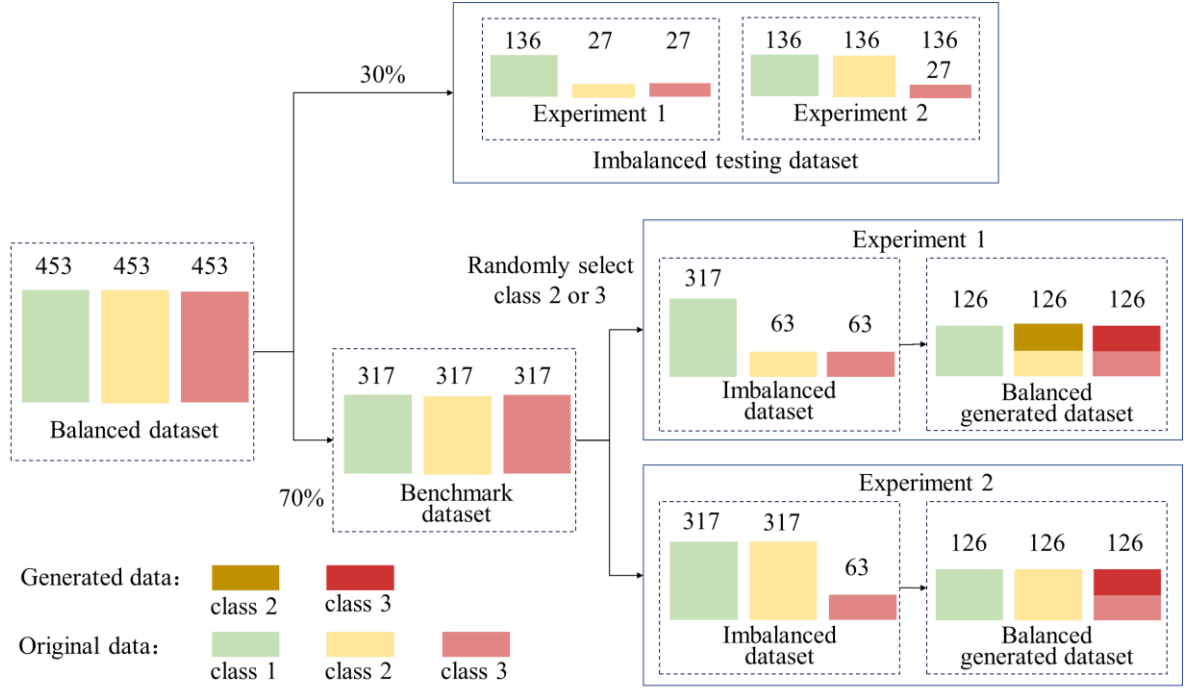 136 27 27
Experiment 1
136 136 136
27
Experiment 2
Imbalanced testing dataset
30%
453 453 453
Balanced dataset
70%
317 317 317
Benchmark
dataset
Randomly select
class 2 or 3
Experiment 1
317
63 63
Imbalanced
dataset
126 126 126
Balanced
generated dataset
Experiment 2
317 317
63
Imbalanced
dataset
126 126 126
Balanced
generated dataset
Generated data:
class 2 class 3
Original data:
class 1 class 2 class 3